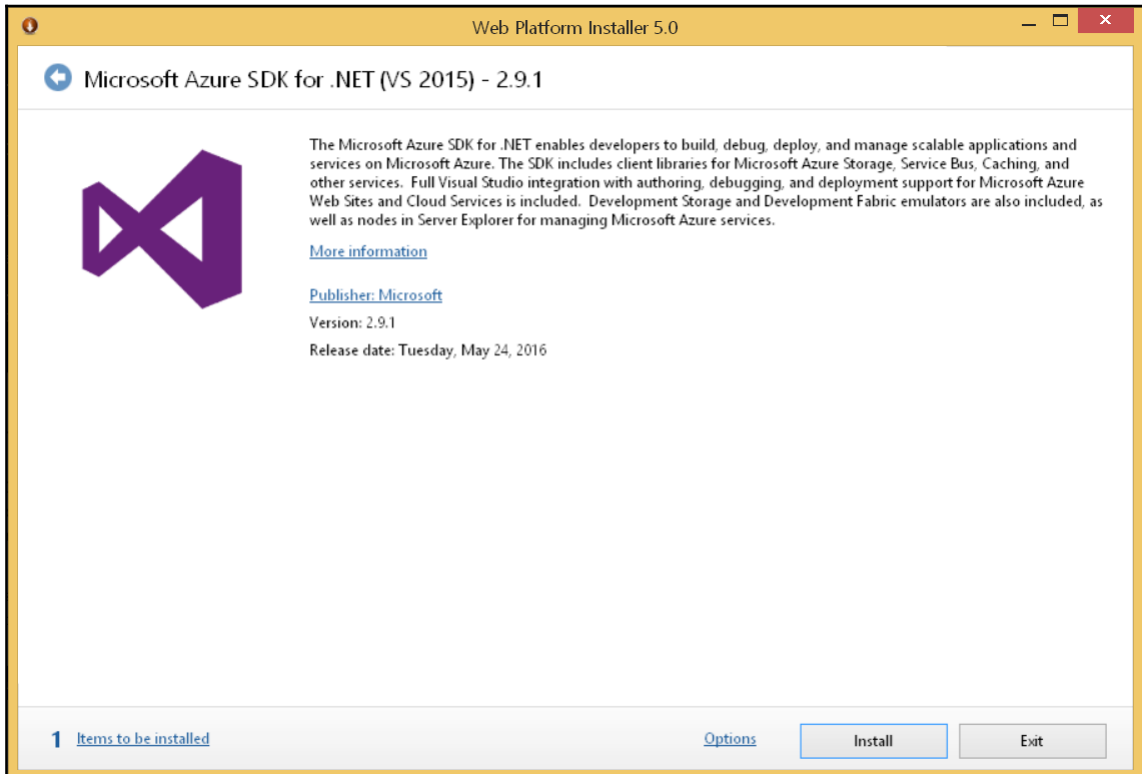 Web Platform Installer 5.0
Microsoft Azure SDK for .NET (VS 2015) - 2.9.1
The Microsoft Azure SDK for .NET enables developers to build, debug, deploy, and manage scalable applications and
services on Microsoft Azure. The SDK includes client libraries for Microsoft Azure Storage, Service Bus, Caching, and
other services.  Full Visual Studio integration with authoring, debugging, and deployment support for Microsoft Azure
Web Sites and Cloud Services is included.  Development Storage and Development Fabric emulators are also included, as
well as nodes in Server Explorer for managing Microsoft Azure services.
More information
Publisher: Microsoft
Version: 2.9.1
Release date: Tuesday, May 24, 2016
1 Items to be installed Options Install Exit